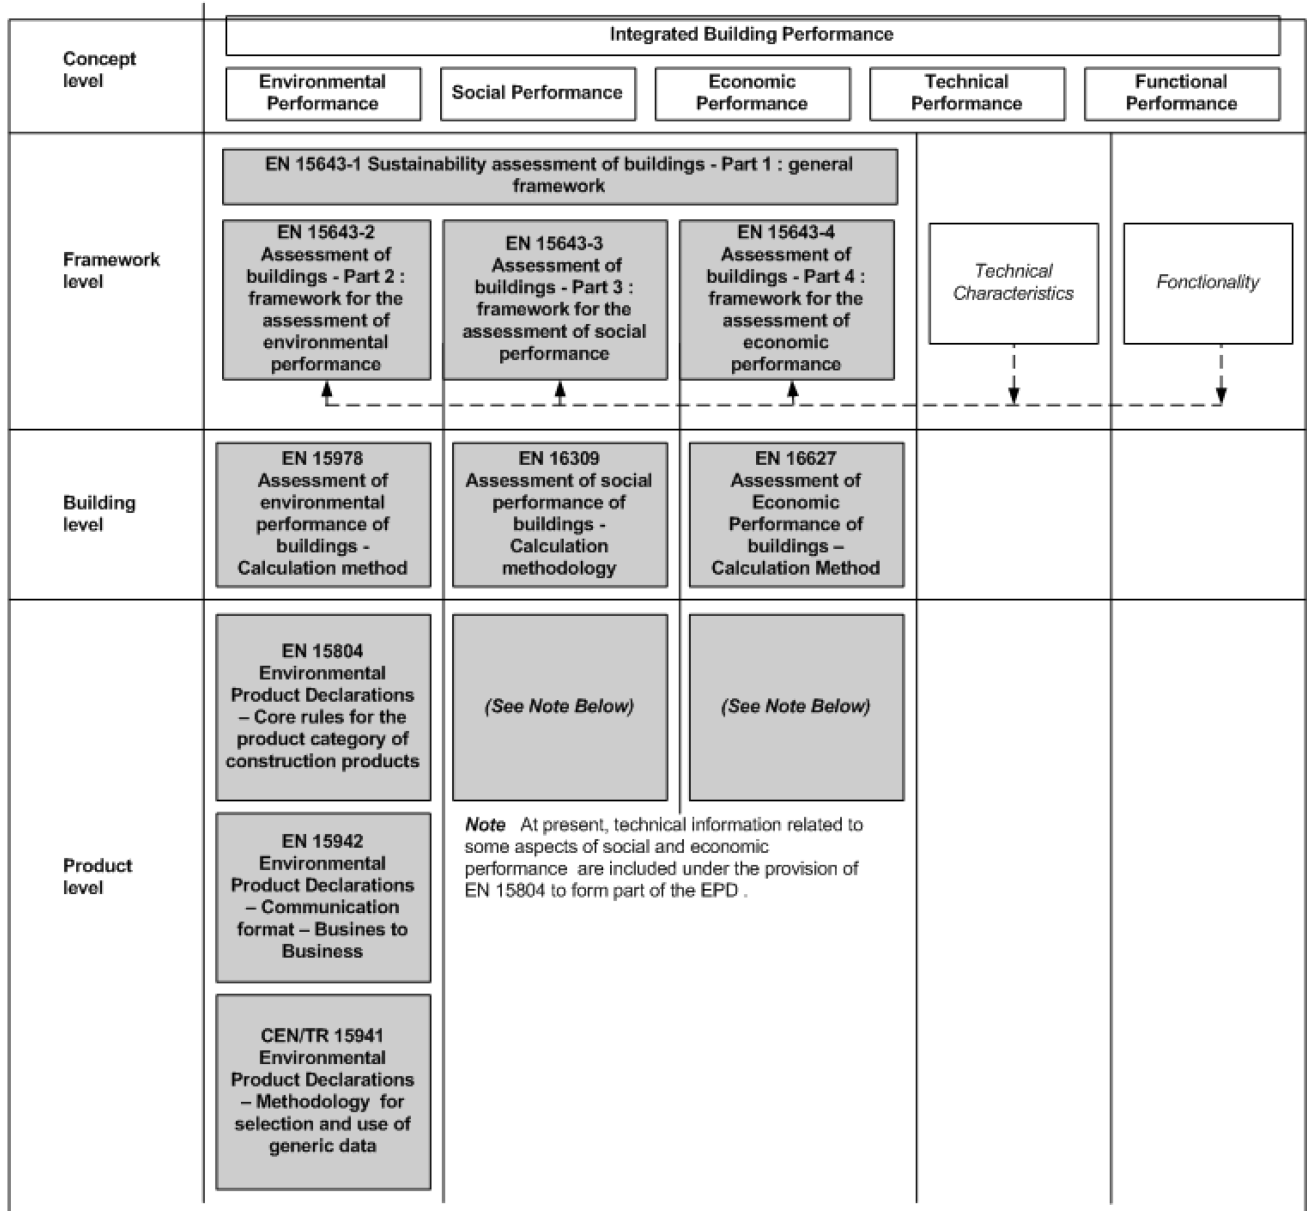 Concept
level
Integrated Building Performance
Environmental
Performance
Social Performance
Economic
Performance
Technical
Performance
Functional
Performance
Framework
level
EN 15643-1 Sustainability assessment of buildings - Part 1 : general
framework
EN 15643-2
Assessment of
buildings - Part 2 :
framework for the
assessment of
environmental
performance
EN 15643-3
Assessment of
buildings - Part 3 :
framework for the
assessment of social
performance
EN 15643-4
Assessment of
buildings - Part 4 :
framework for the
assessment of
economic
performance
Technical
Characteristics
Fonctionality
Building
level
EN 15978
Assessment of
environmental
performance of
buildings -
Calculation method
EN 16309
Assessment of social
performance of
buildings -
Calculation
methodology
EN 16627
Assessment of
Economic
Performance of
buildings –
Calculation Method
Product
level
EN 15804
Environmental
Product Declarations
– Core rules for the
product category of
construction products
(See Note Below)
(See Note Below)
Note At present, technical information related to
some aspects of social and economic
performance are included under the provision of
EN 15804 to form part of the EPD .
EN 15942
Environmental
Product Declarations
– Communication
format – Busines to
Business
CEN/TR 15941
Environmental
Product Declarations
– Methodology for
selection and use of
generic data